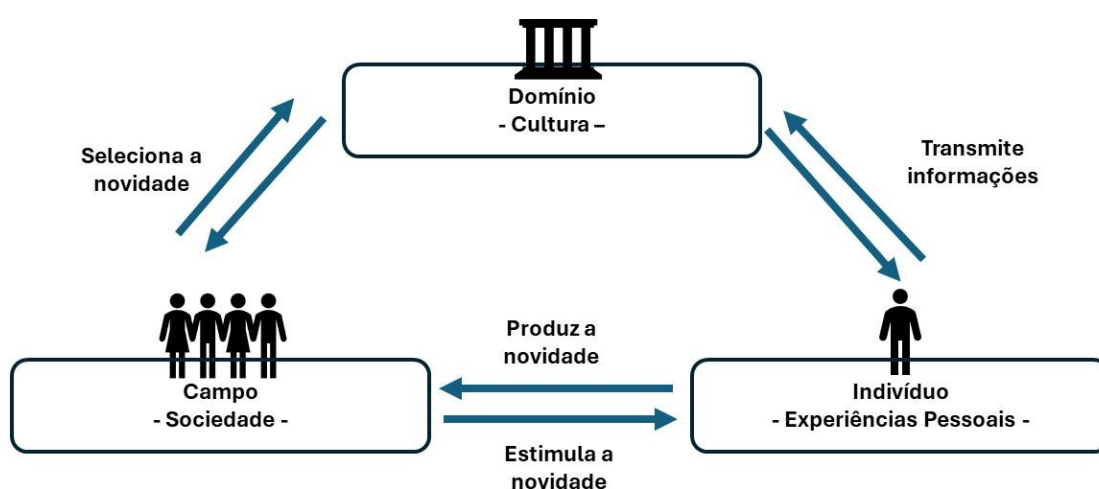 Domínio
- Cultura –
Seleciona a
novidade
Transmite
informações
Produz a
novidade
Campo
- Sociedade -
Indivíduo
- Experiências Pessoais -
Estimula a
novidade